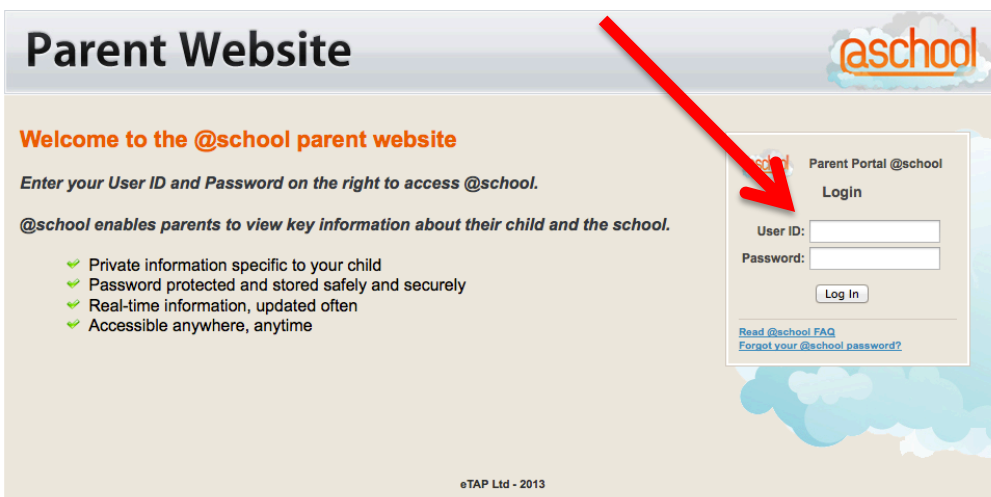 Parent Website
@school
Welcome to the @school parent website
Enter your User ID and Password on the right to access @school.
@school enables parents to view key information about their child and the school.
Private information specific to your child
Password protected and stored safely and securely
Real-time information, updated often
Accessible anywhere, anytime
Parent Portal @school
Login
User ID:
Password:
Log In
Read @school FAQ
Forgot your @school password?
eTAP Ltd - 2013